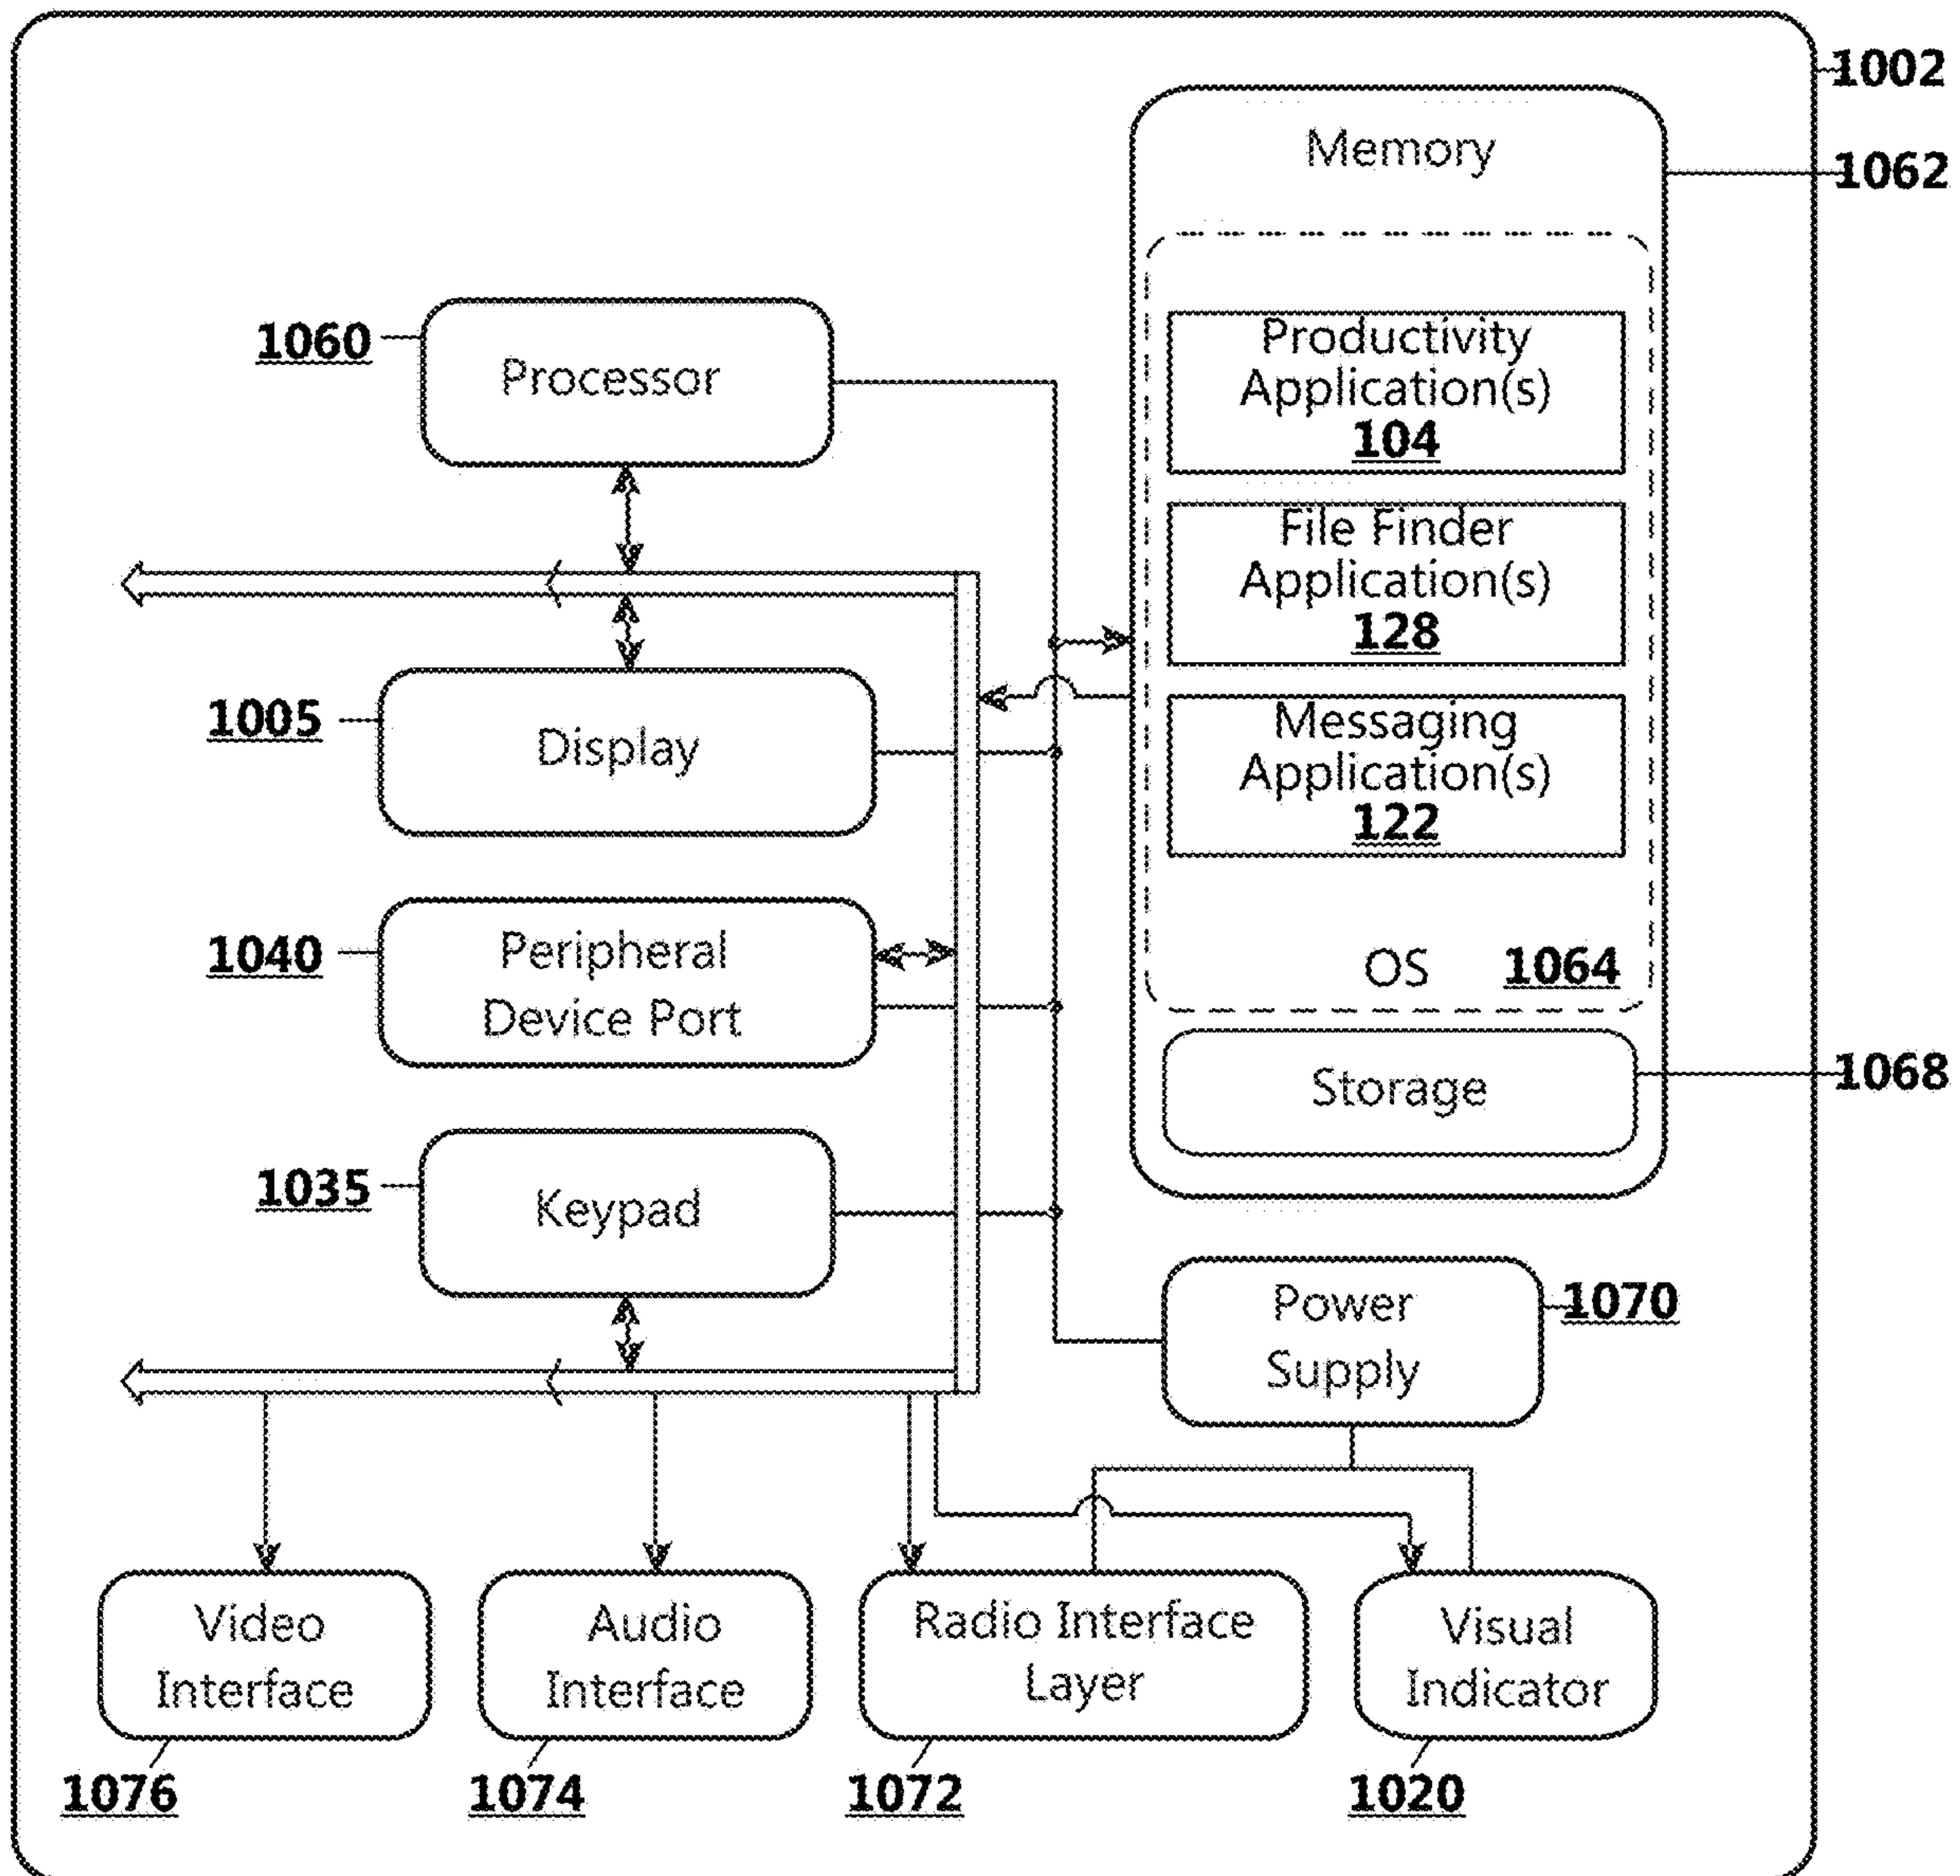 1002
Memory
1062
Productivity
Application(s)
104
1060
Processor
File Finder
Application(s)
128
1005
Display
Messaging
Application(s)
122
1040
Peripheral
Device Port
OS 1064
Storage
1068
1035
Keypad
Power
Supply
1070
Video
Interface
Audio
Interface
Radio Interface
Layer
Visual
Indicator
1076
1074
1072
1020